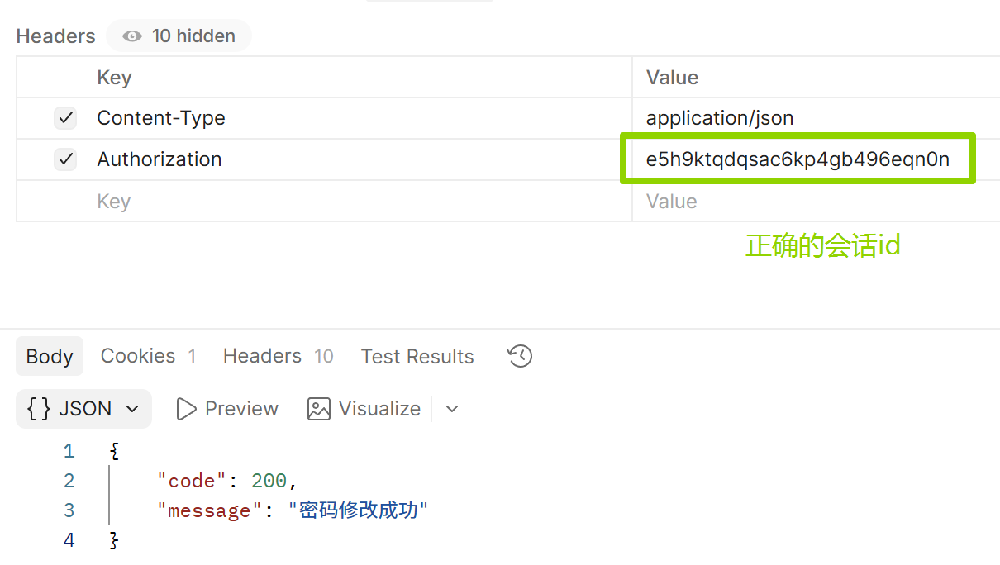 Headers 10 hidden
Key Value
Content-Type application/json
Authorization e5h9ktqdqsac6kp4gb496eqn0n
Key Value
正确的会话id
Body Cookies 1 Headers 10 Test Results
{ } JSON Preview Visualize
1 {
2 "code": 200,
3 "message": "密码修改成功"
4 }